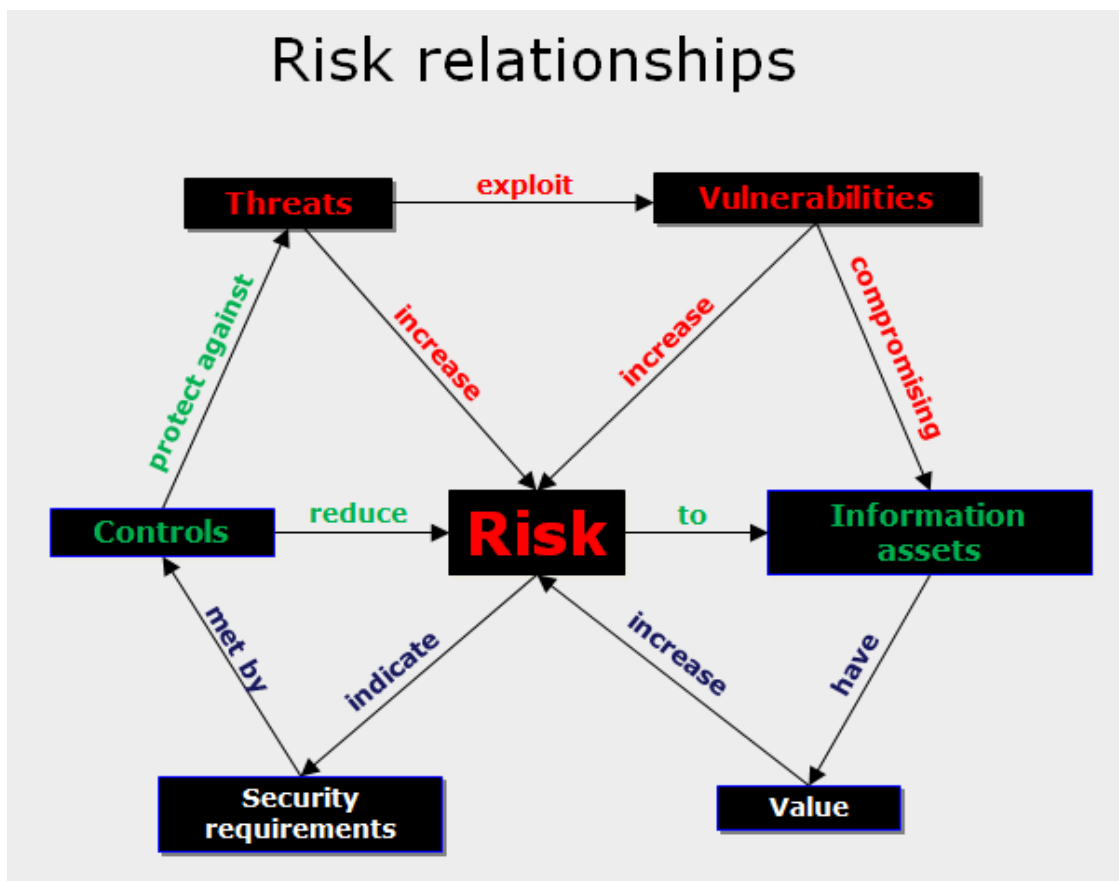 Risk relationships
Threats
exploit
Vulnerabilities
protect against
increase
increase
compromising
Controls
reduce
Risk
to
Information
assets
met by
indicate
increase
have
Security
requirements
Value